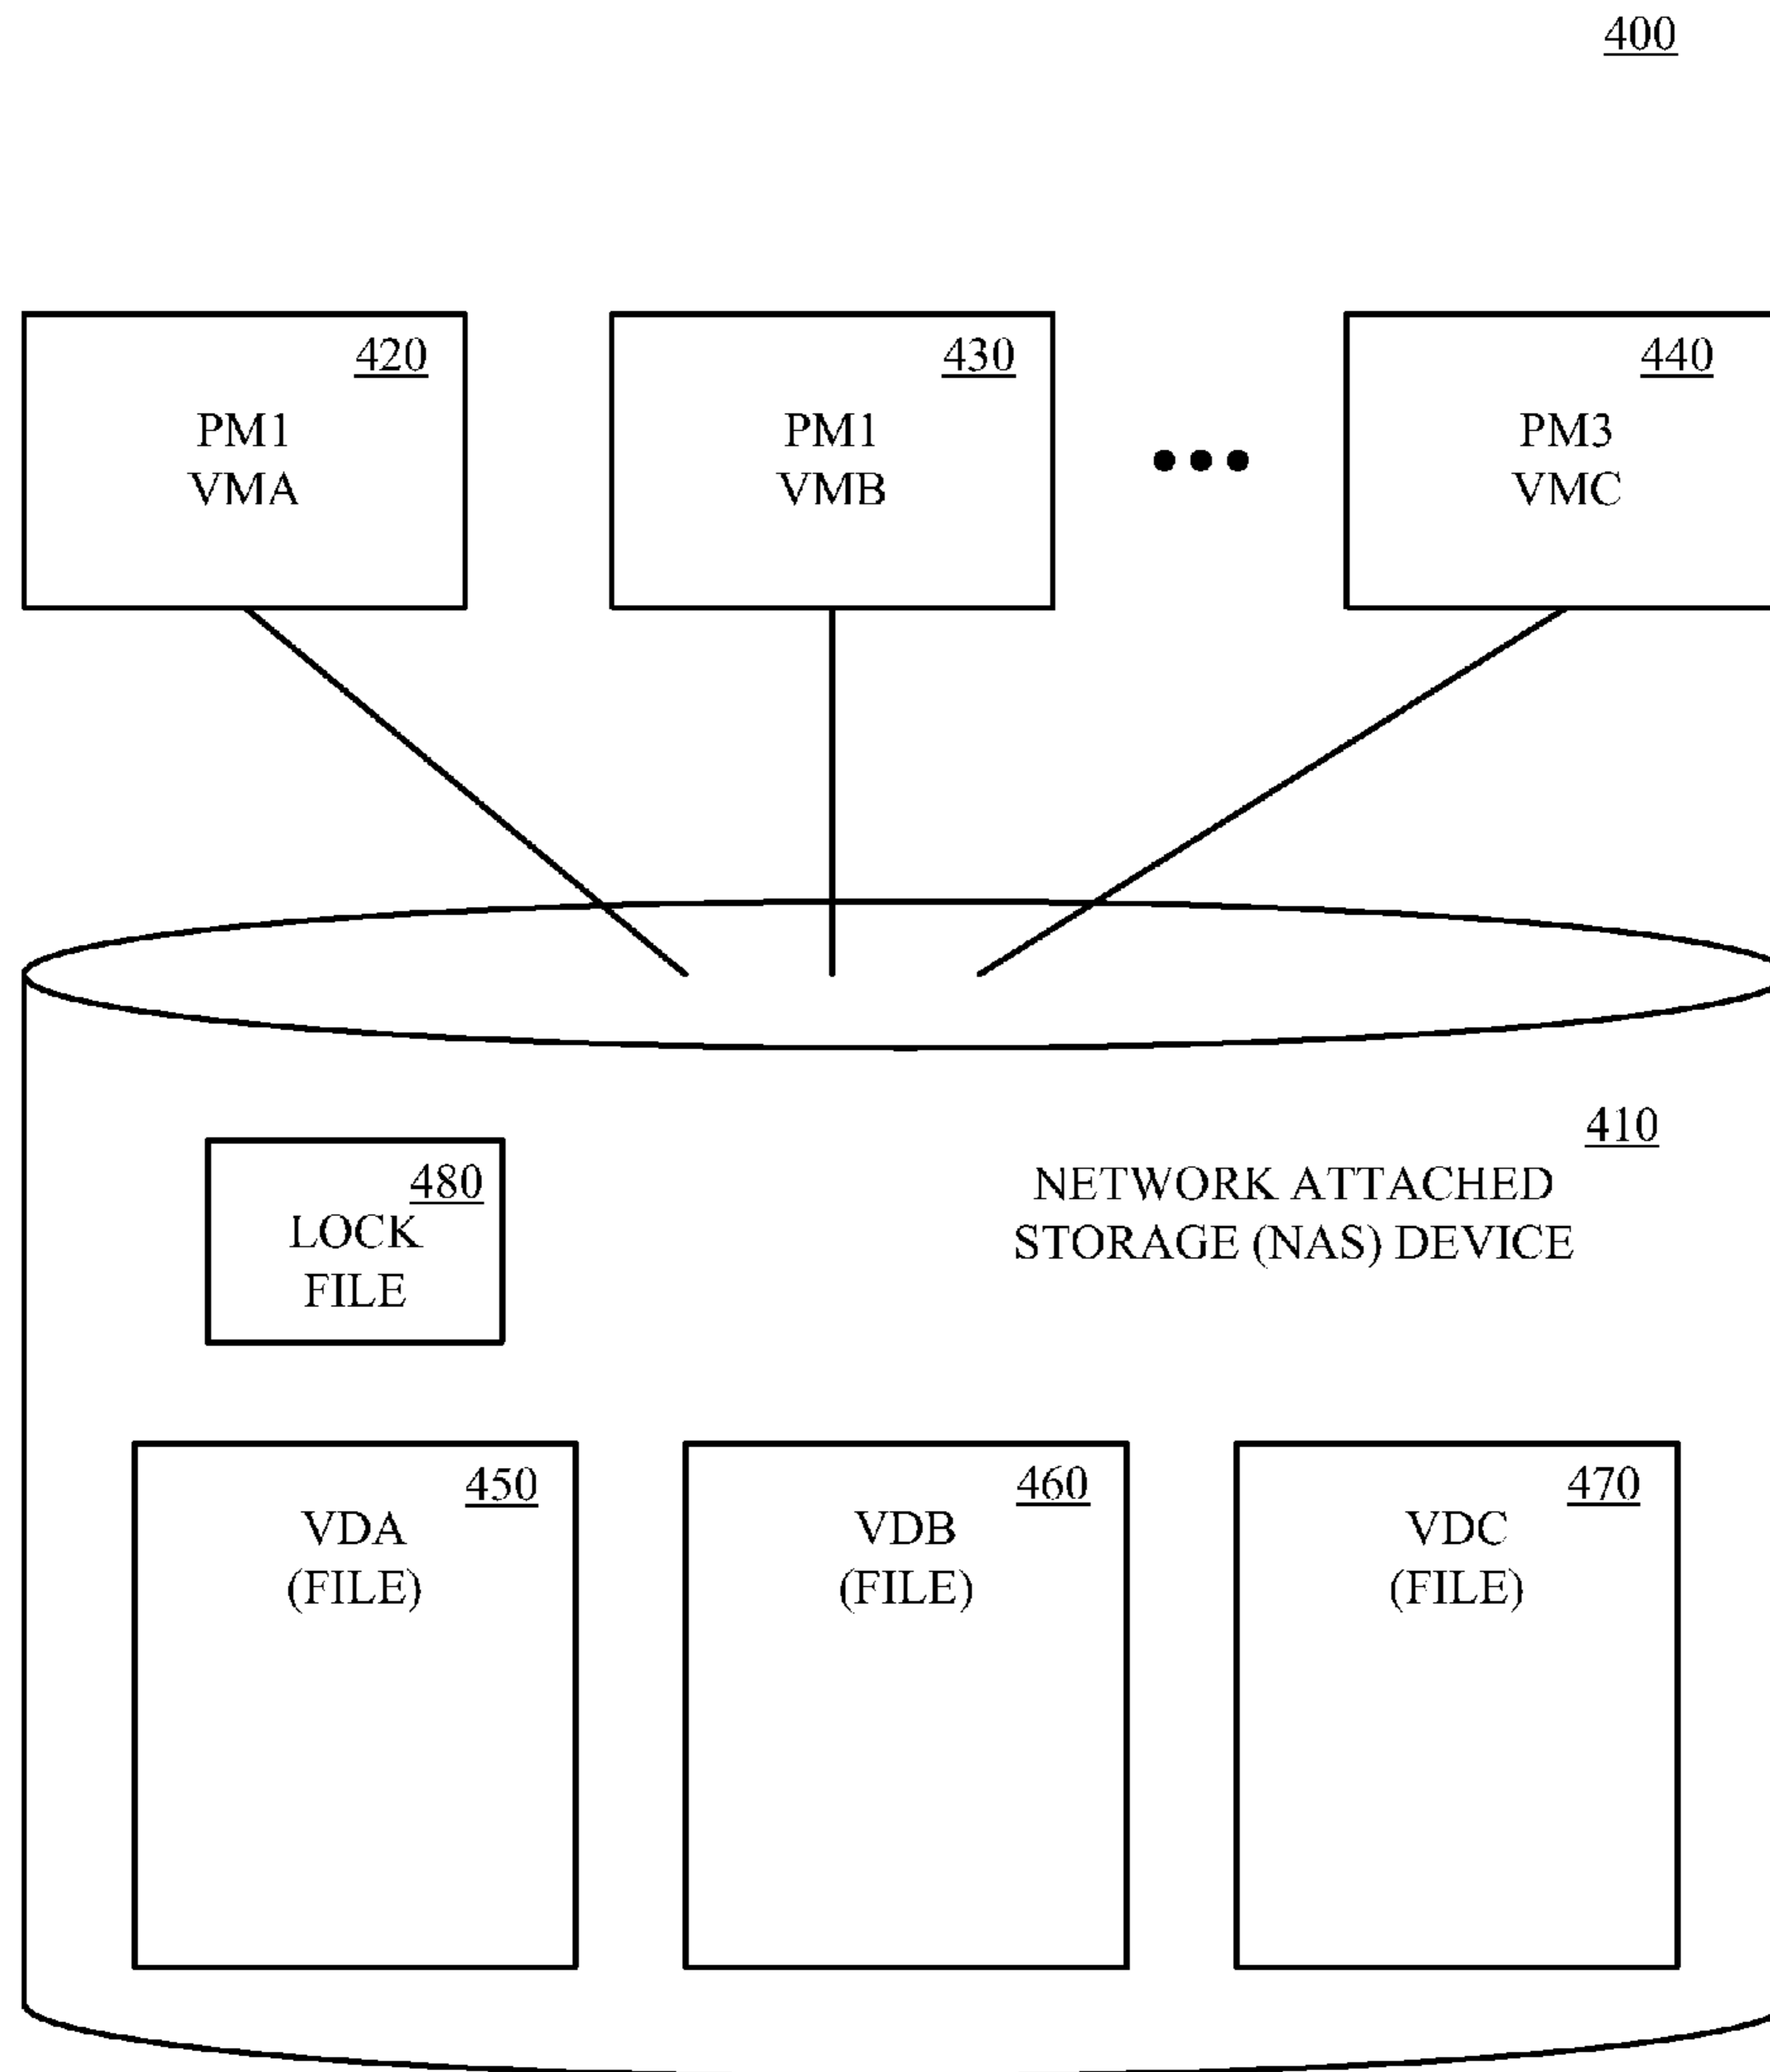 400
420
PM1
VMA
430
PM1
VMB
440
PM3
VMC
410
NETWORK ATTACHED
STORAGE (NAS) DEVICE
480
LOCK
FILE
450
VDA
(FILE)
460
VDB
(FILE)
470
VDC
(FILE)